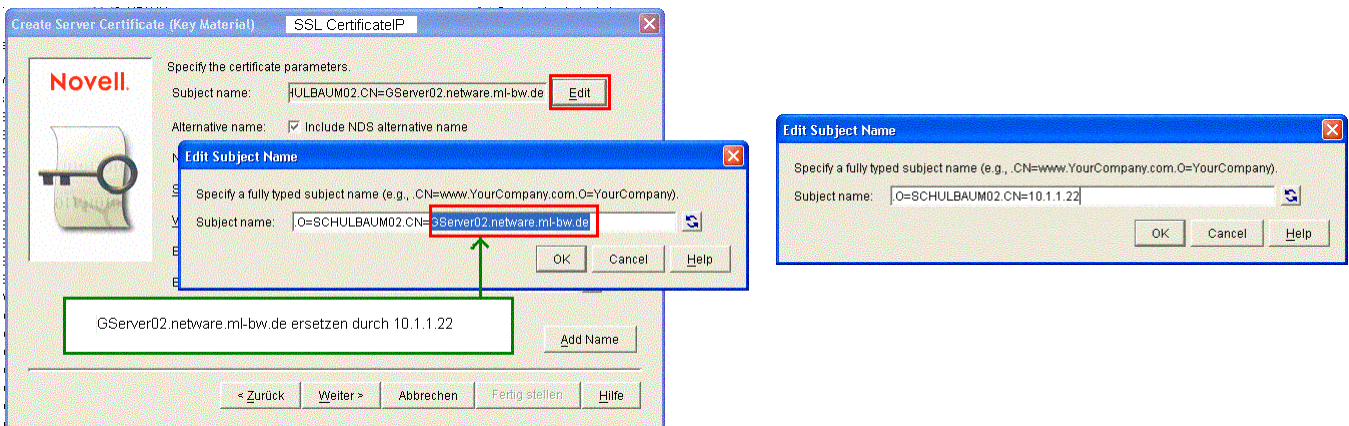 Create Server Certificate (Key Material)
SSL CertificateIP
Novell.
Specify the certificate parameters.
Subject name:
HULBAUM02.CN=GServer02.netware.ml-bw.de
Edit
Alternative name:
Include NDS alternative name
Edit Subject Name
Specify a fully typed subject name (e.g., .CN=www.YourCompany.com.O=YourCompany).
Subject name:
.O=SCHULBAUM02.CN=GServer02.netware.ml-bw.de
OK
Cancel
Help
GServer02.netware.ml-bw.de ersetzen durch 10.1.1.22
Add Name
< Zurück
Weiter >
Abbrechen
Fertig stellen
Hilfe
Edit Subject Name
Specify a fully typed subject name (e.g., .CN=www.YourCompany.com.O=YourCompany).
Subject name:
.O=SCHULBAUM02.CN=10.1.1.22
OK
Cancel
Help